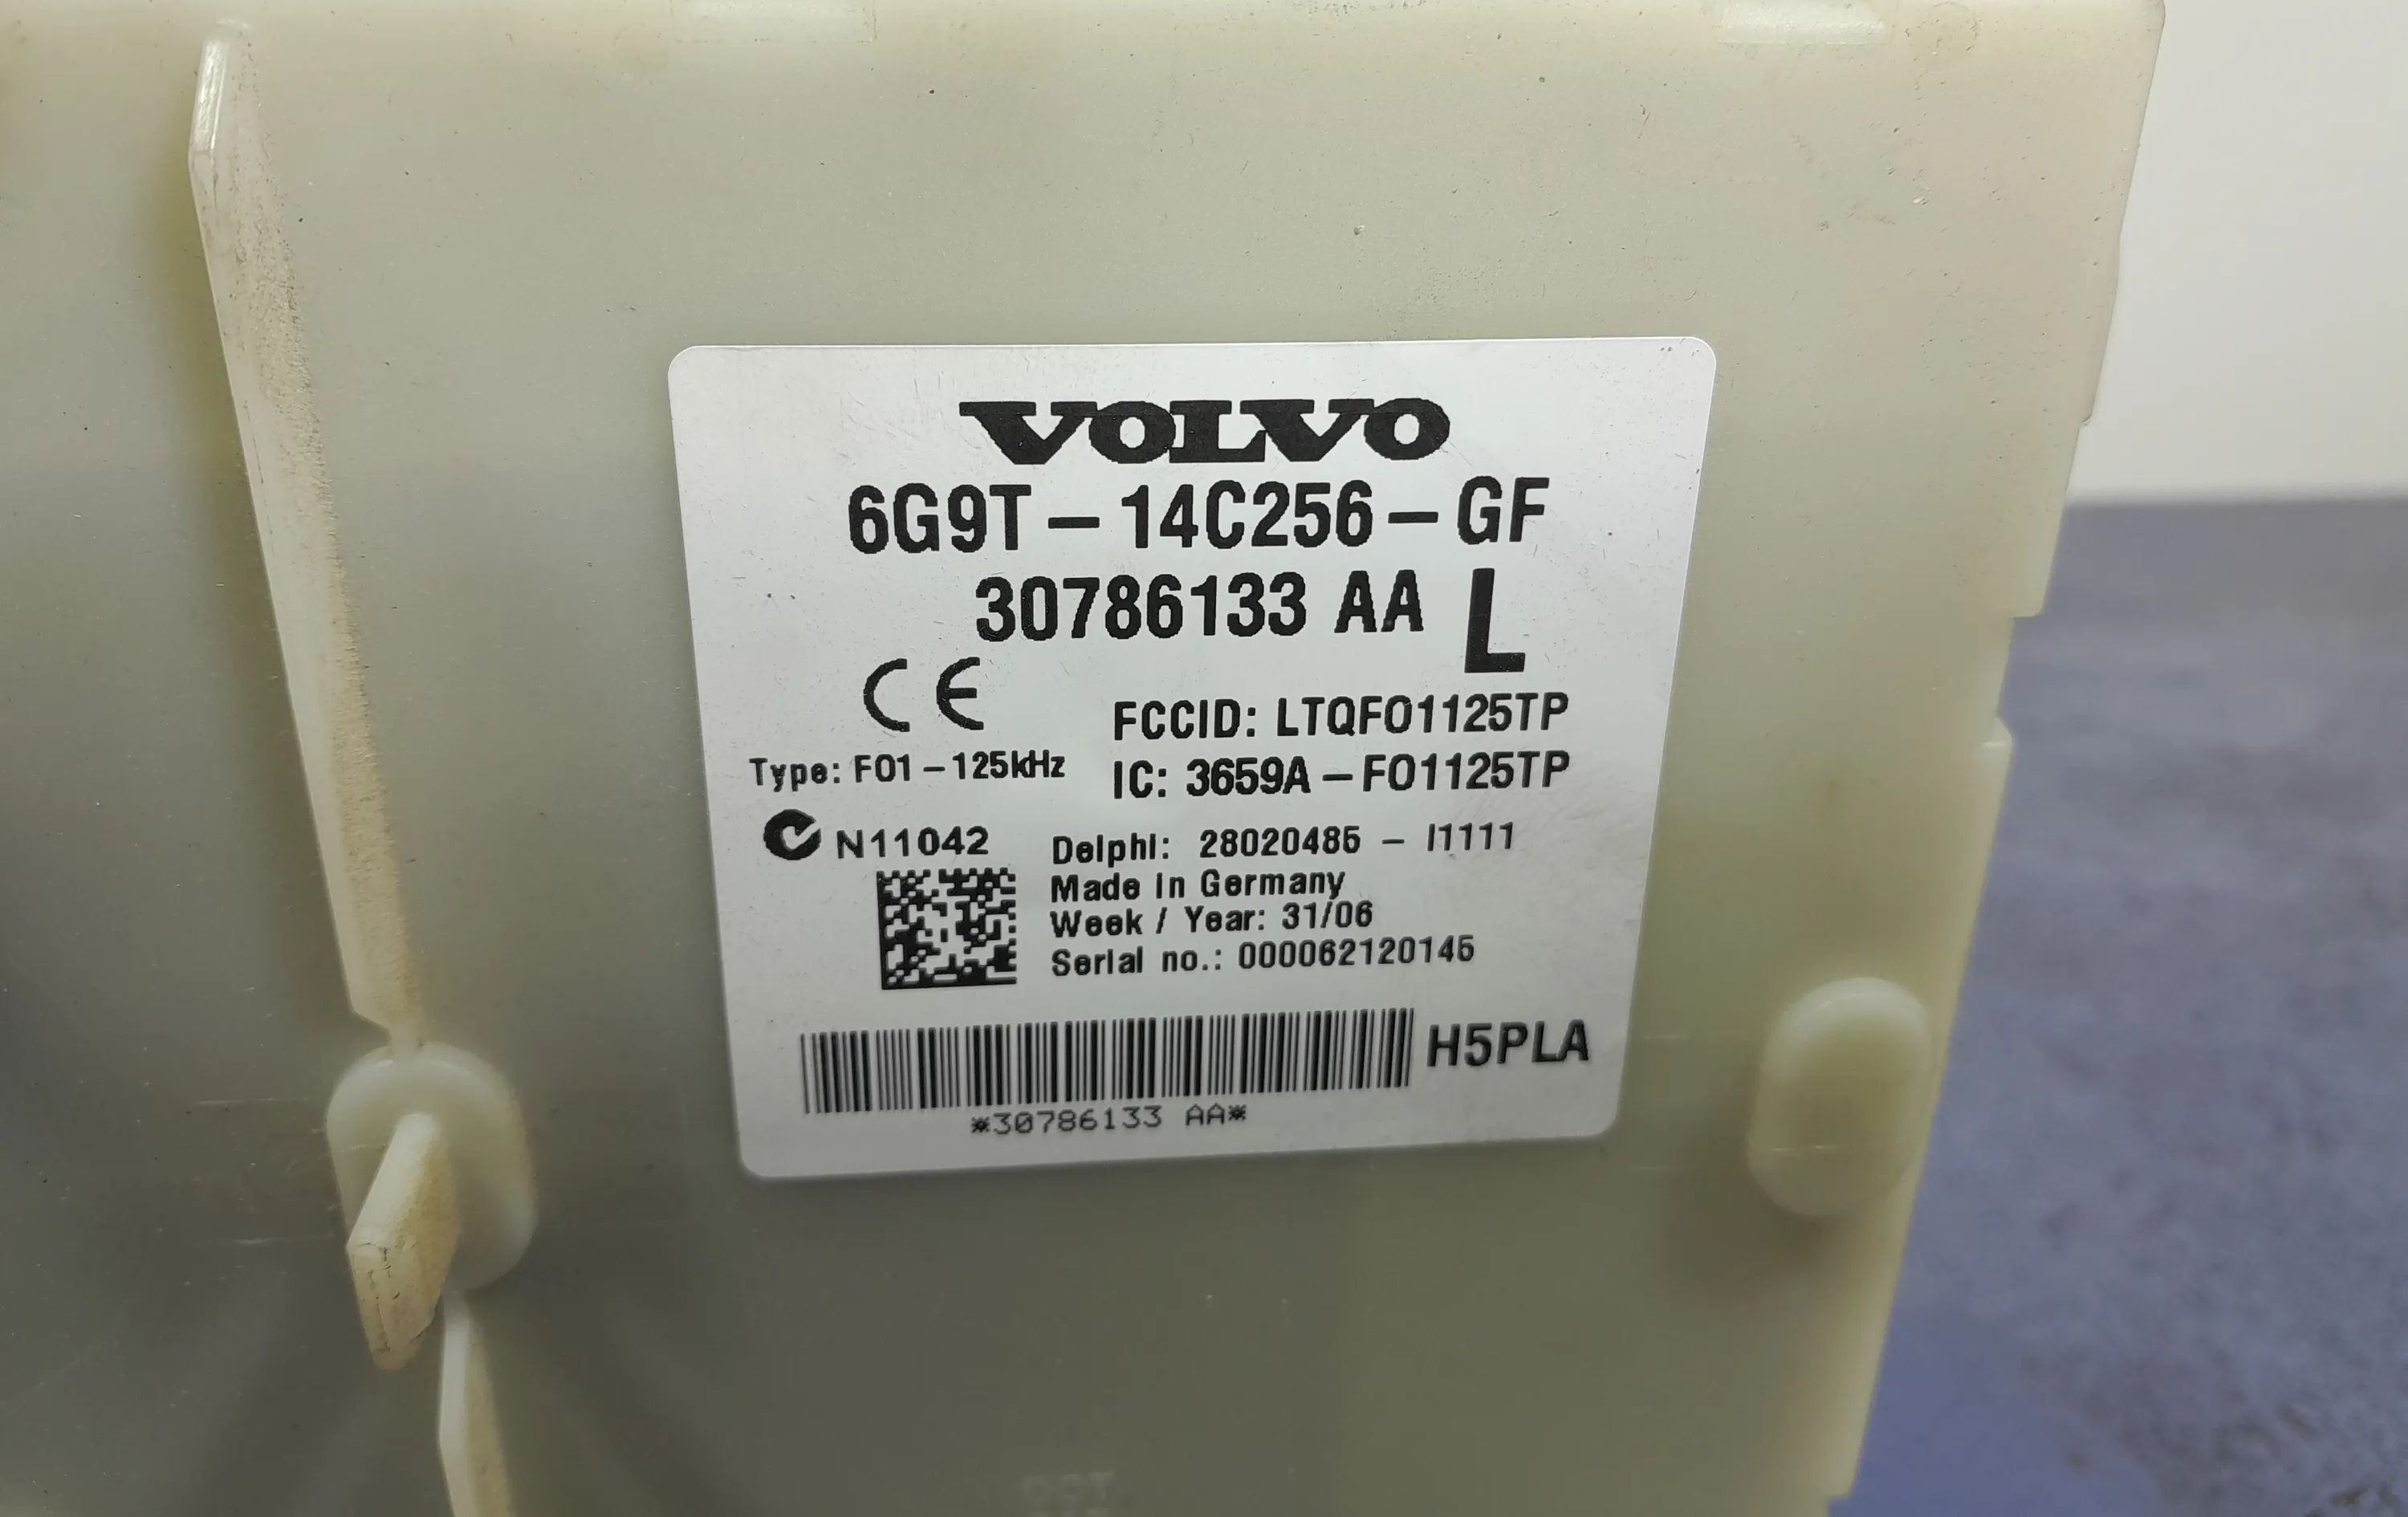 VOLVO
6G9T-14C256-GF
30786133 AA L
CE
FCCID: LTQFO1125TP
Type: FO1-125kHz
IC: 3659A-FO1125TP
N11042
Delphi: 28020485 - I1111
Made in Germany
Week / Year: 31/06
Serial no.: 000062120145
H5PLA
*30786133 AA*